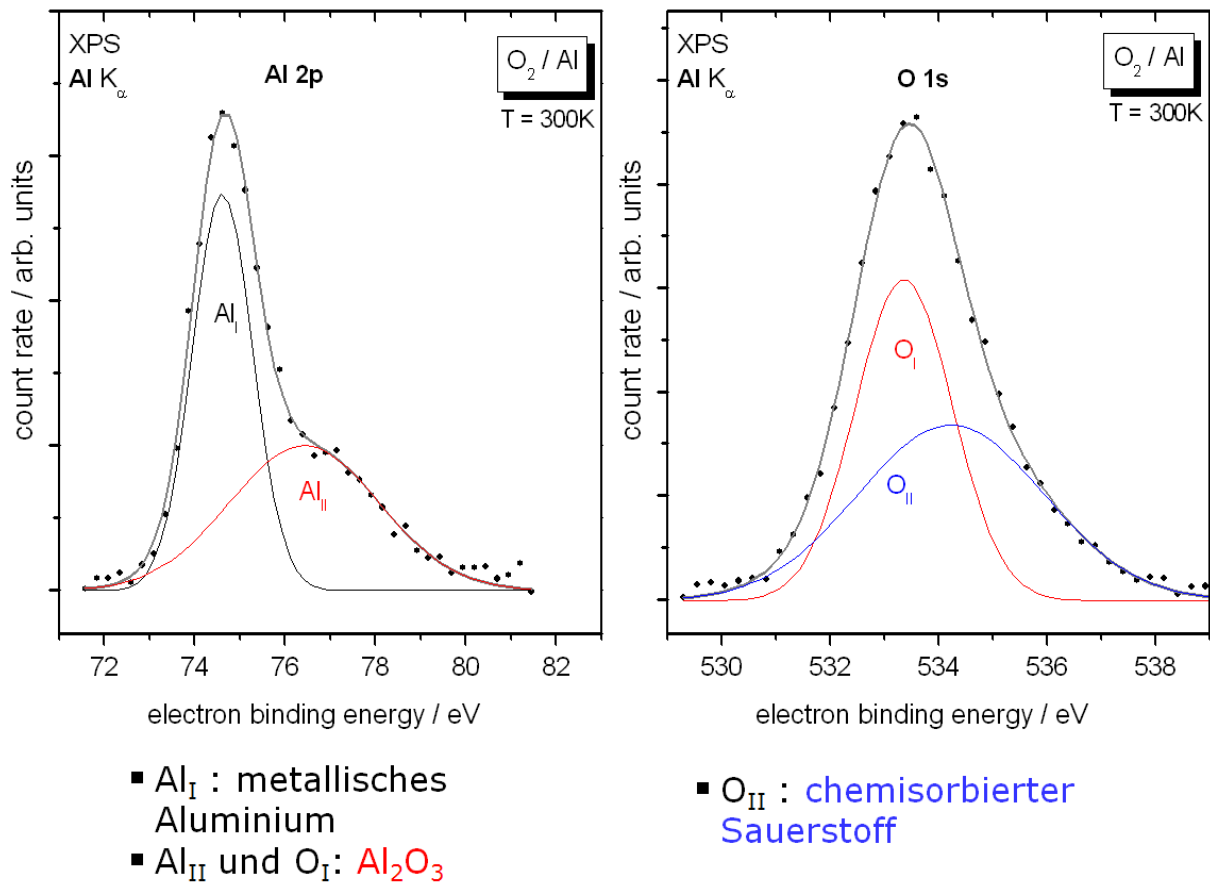 XPS
Al Kα
Al 2p
O2 / Al
T = 300K
count rate / arb. units
AlI
AlII
72 74 76 78 80 82
electron binding energy / eV
XPS
Al Kα
O 1s
O2 / Al
T = 300K
count rate / arb. units
OI
OII
530 532 534 536 538
electron binding energy / eV
▪ AlI : metallisches
Aluminium
▪ AlII und OI: Al2O3
▪ OII : chemisorbierter
Sauerstoff